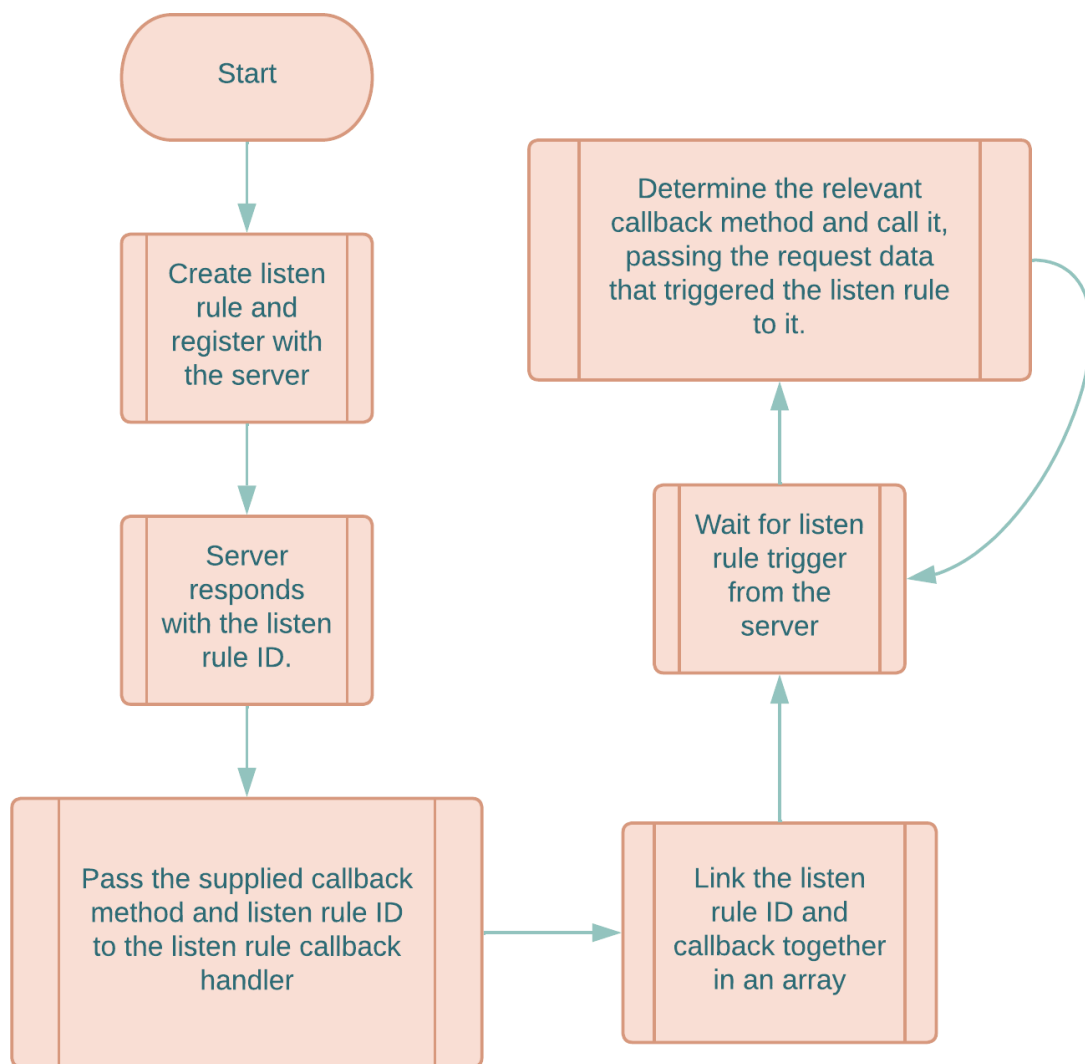 Start
Create listen
rule and
register with
the server
Server
responds
with the listen
rule ID.
Pass the supplied callback
method and listen rule ID
to the listen rule callback
handler
Link the listen
rule ID and
callback together
in an array
Wait for listen
rule trigger
from the
server
Determine the relevant
callback method and call it,
passing the request data
that triggered the listen rule
to it.